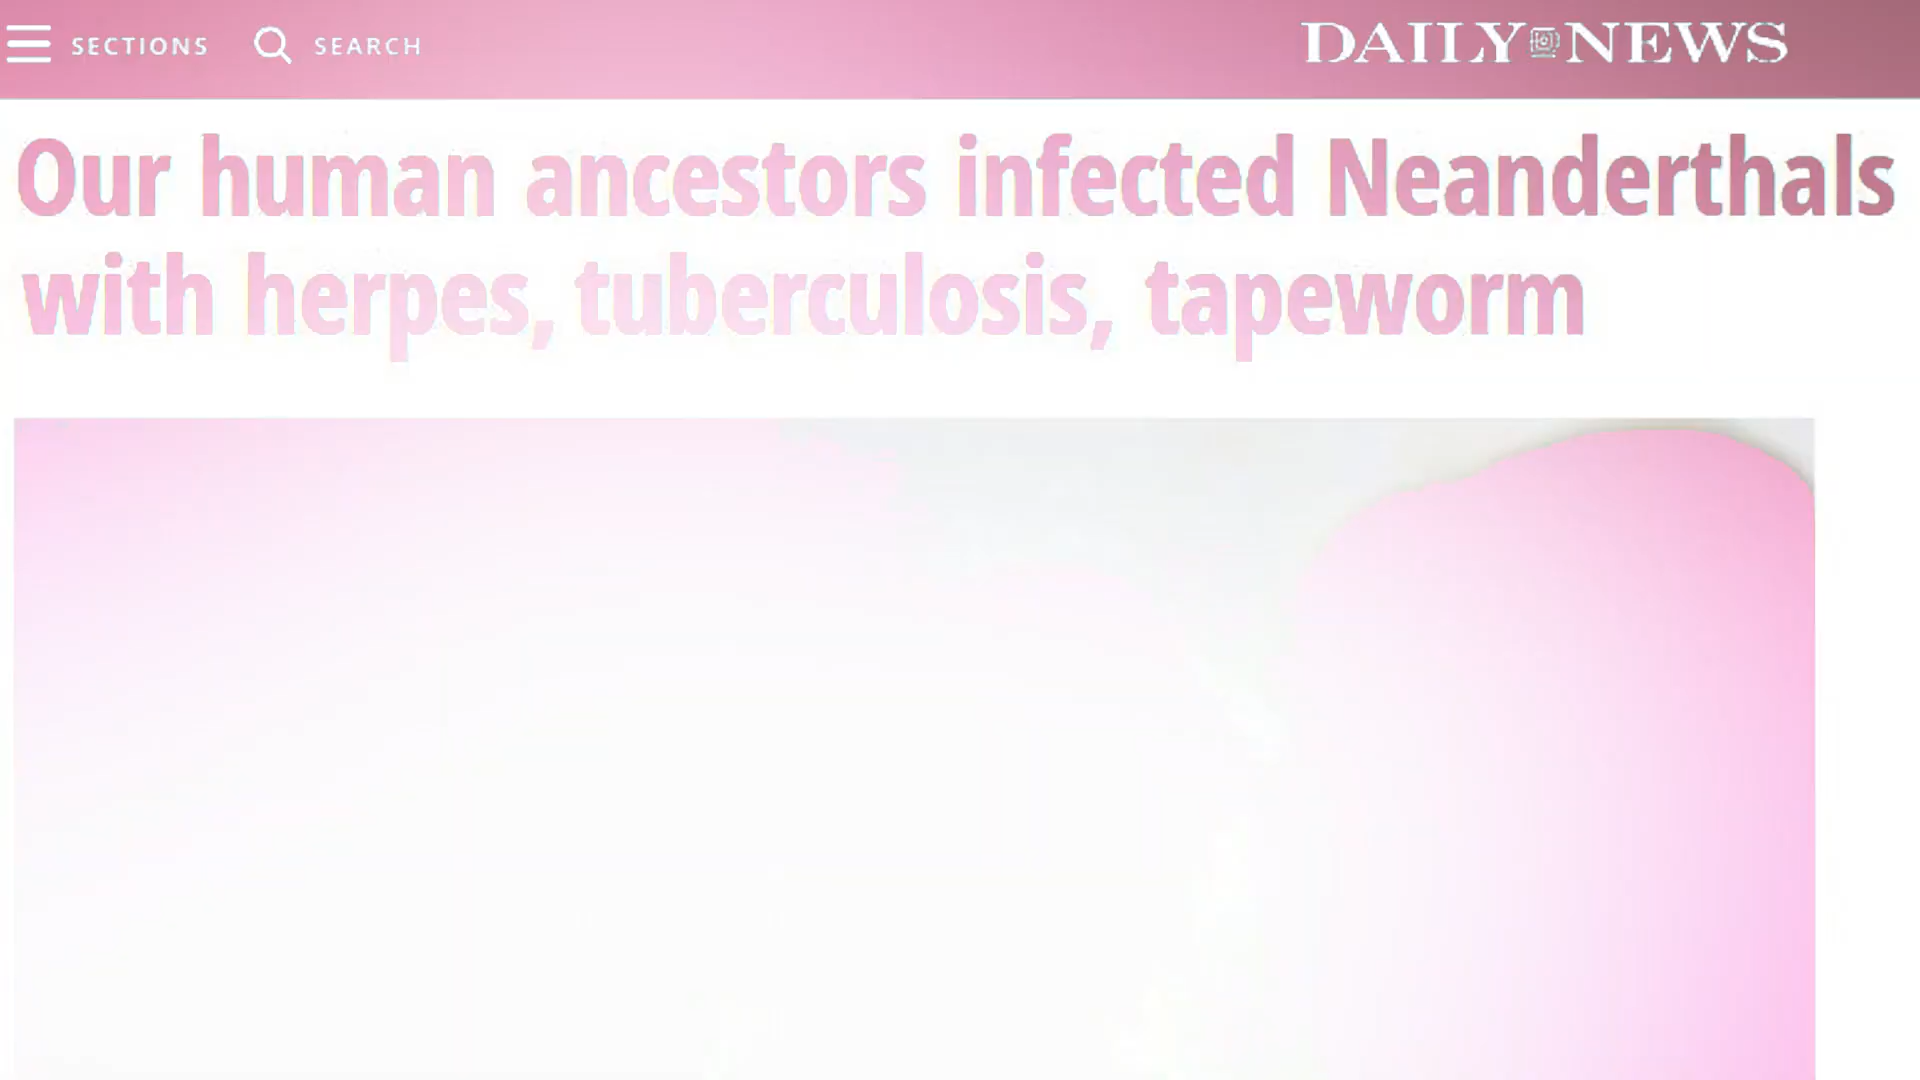 SECTIONS SEARCH DAILY NEWS
Our human ancestors infected Neanderthals
with herpes, tuberculosis, tapeworm